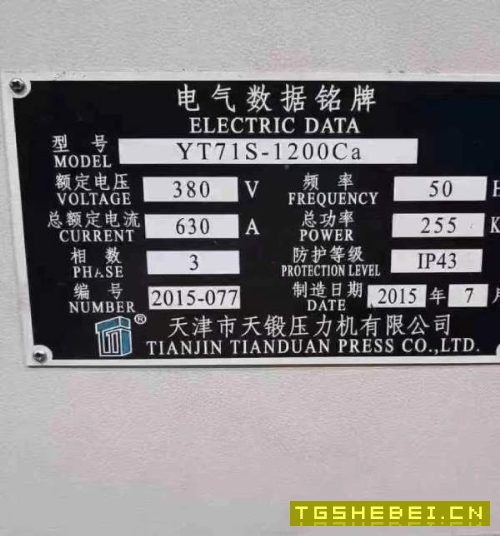 电气数据铭牌
ELECTRIC DATA
型号 YT71S-1200Ca
MODEL
额定电压 380 V 频率 50 H
VOLTAGE FREQUENCY
总额定电流 630 A 总功率 255 K
CURRENT POWER
相数 3 防护等级 IP43
PHASE PROTECTION LEVEL
编号 2015-077 制造日期 2015 年 7 月
NUMBER DATE
® 天津市天锻压力机有限公司
TIANJIN TIANDUAN PRESS CO.,LTD.
TGSHEBEI.CN